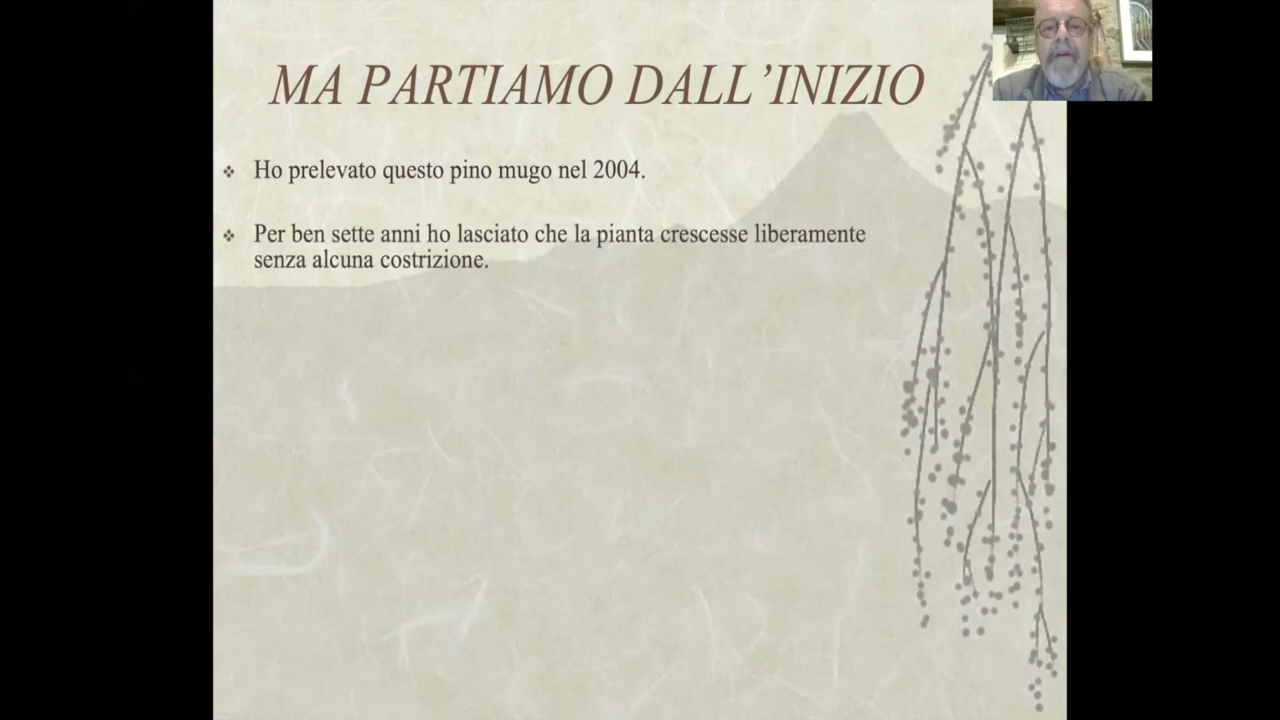 MA PARTIAMO DALL’INIZIO
❖ Ho prelevato questo pino mugo nel 2004.
❖ Per ben sette anni ho lasciato che la pianta crescesse liberamente
senza alcuna costrizione.